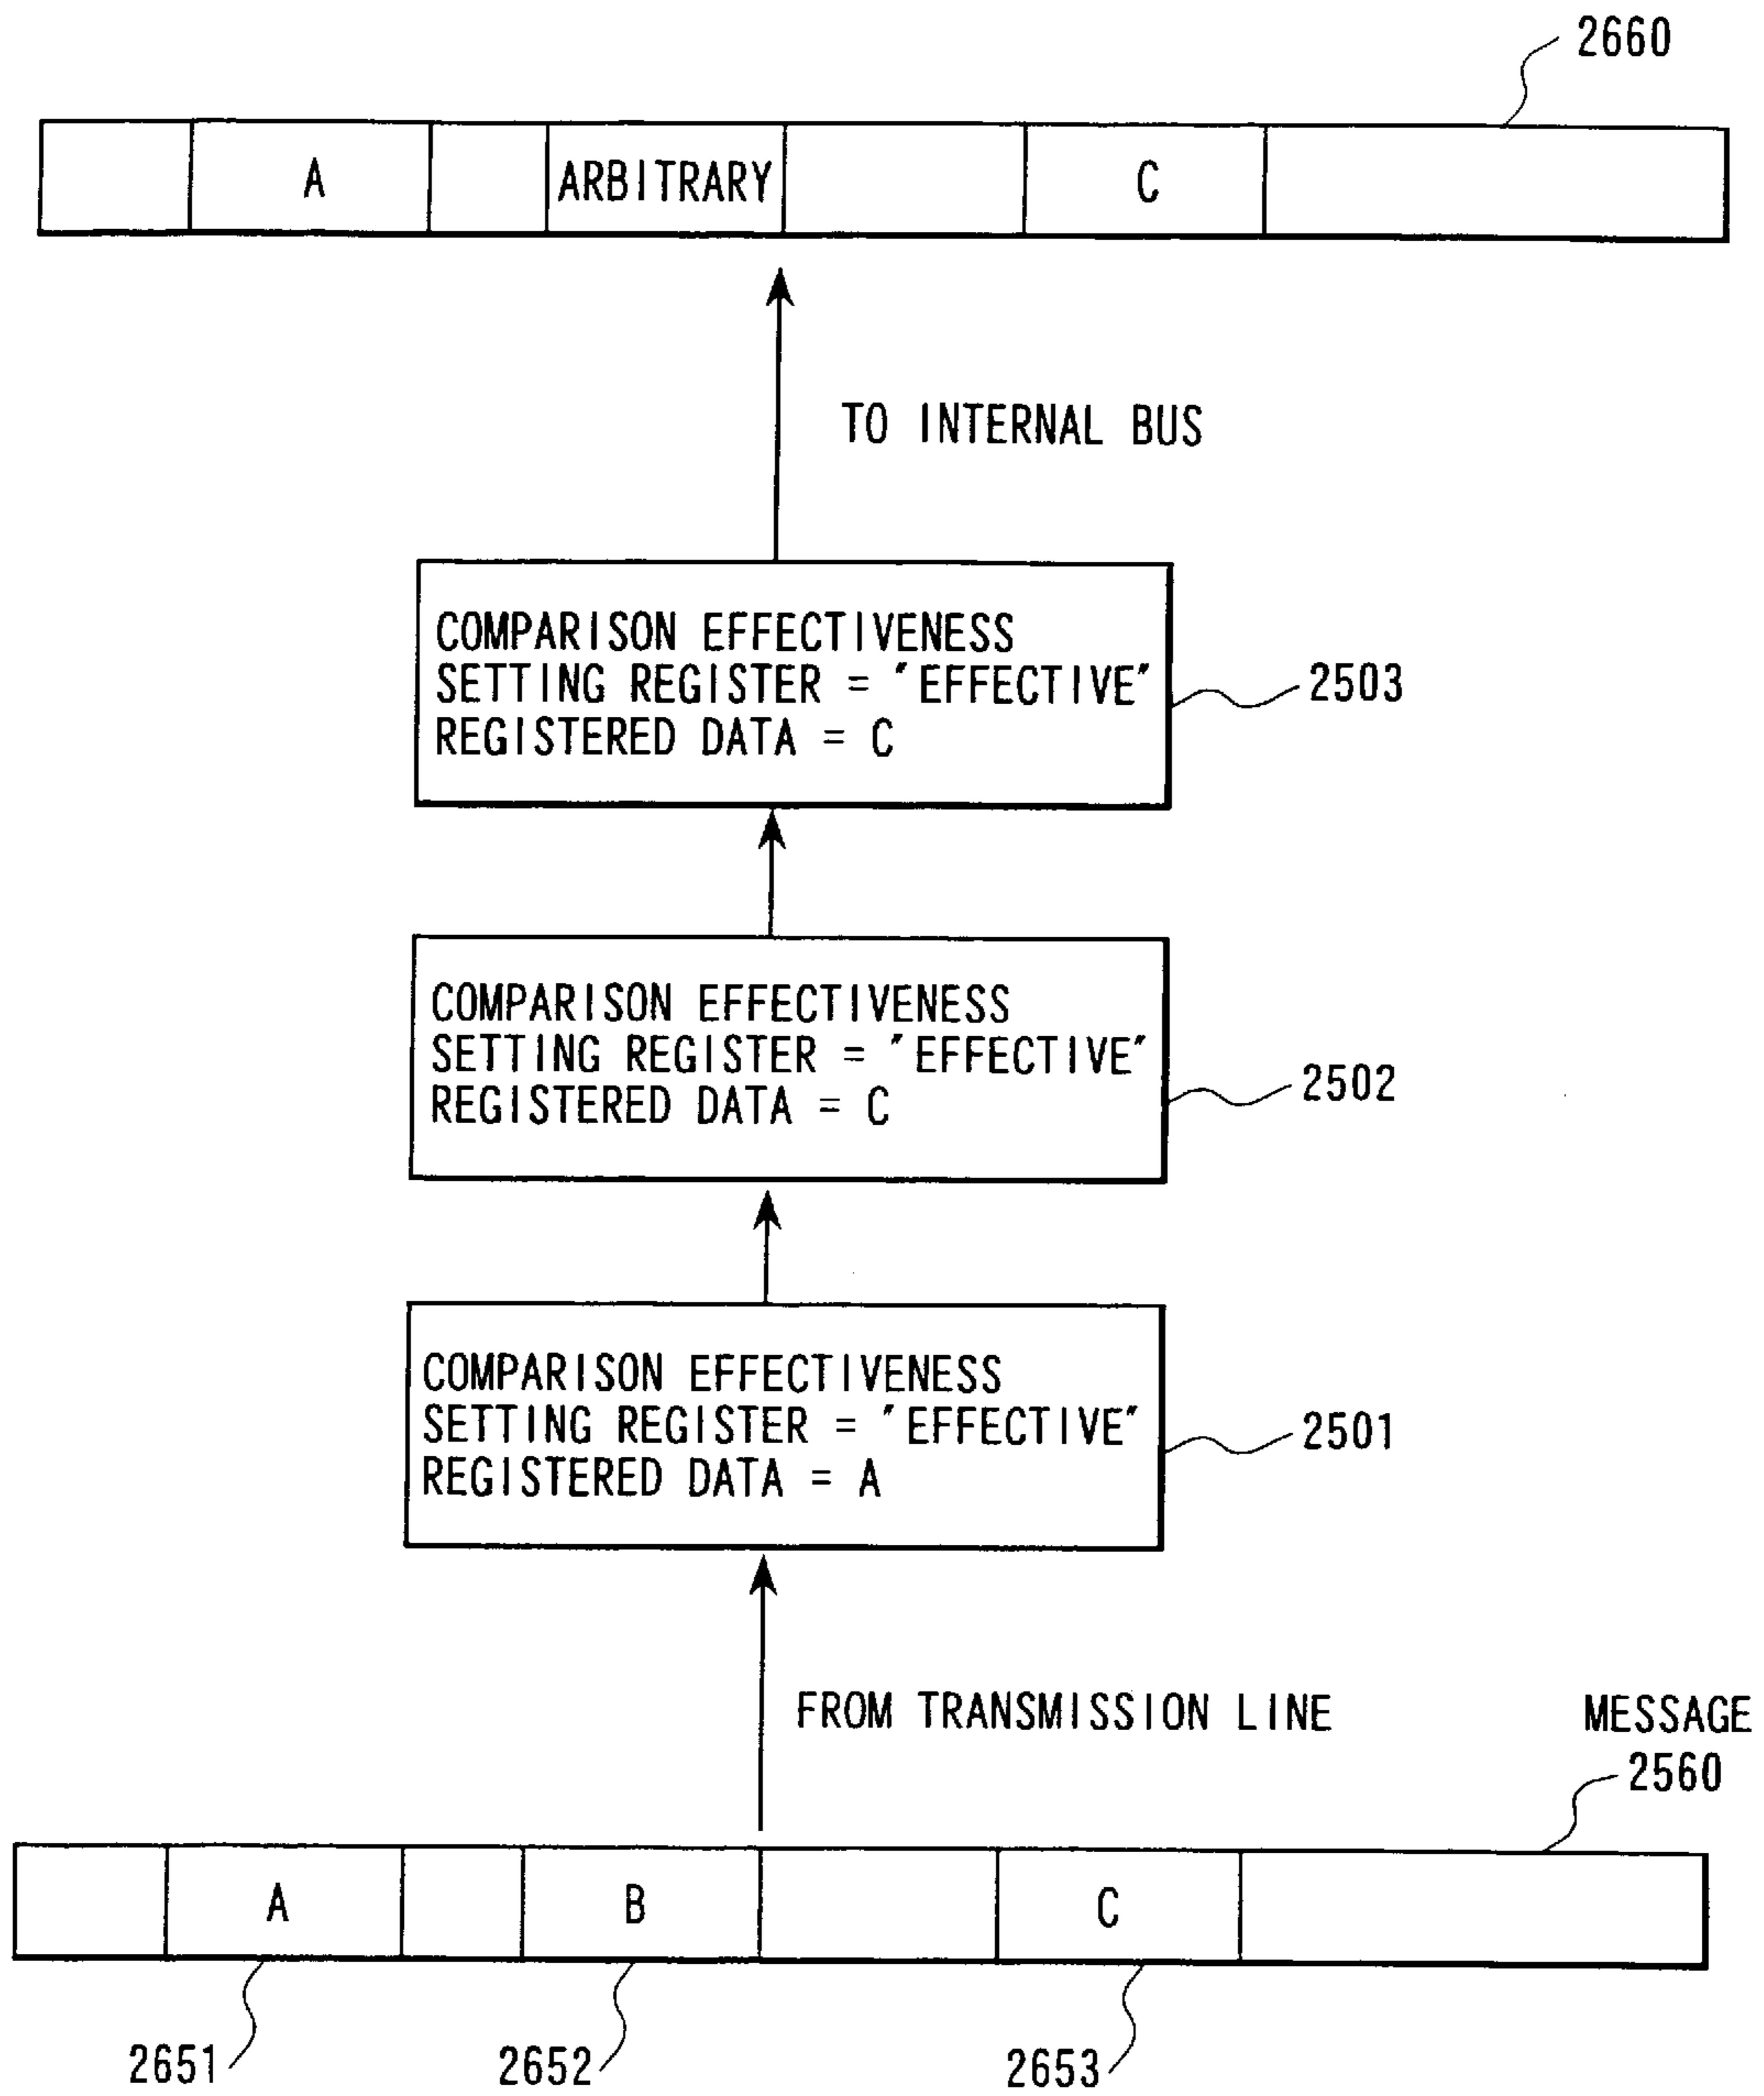 2660
A ARBITRARY C
TO INTERNAL BUS
COMPARISON EFFECTIVENESS
SETTING REGISTER = "EFFECTIVE"
REGISTERED DATA = C
2503
COMPARISON EFFECTIVENESS
SETTING REGISTER = "EFFECTIVE"
REGISTERED DATA = C
2502
COMPARISON EFFECTIVENESS
SETTING REGISTER = "EFFECTIVE"
REGISTERED DATA = A
2501
FROM TRANSMISSION LINE
MESSAGE
2560
A B C
2651 2652 2653